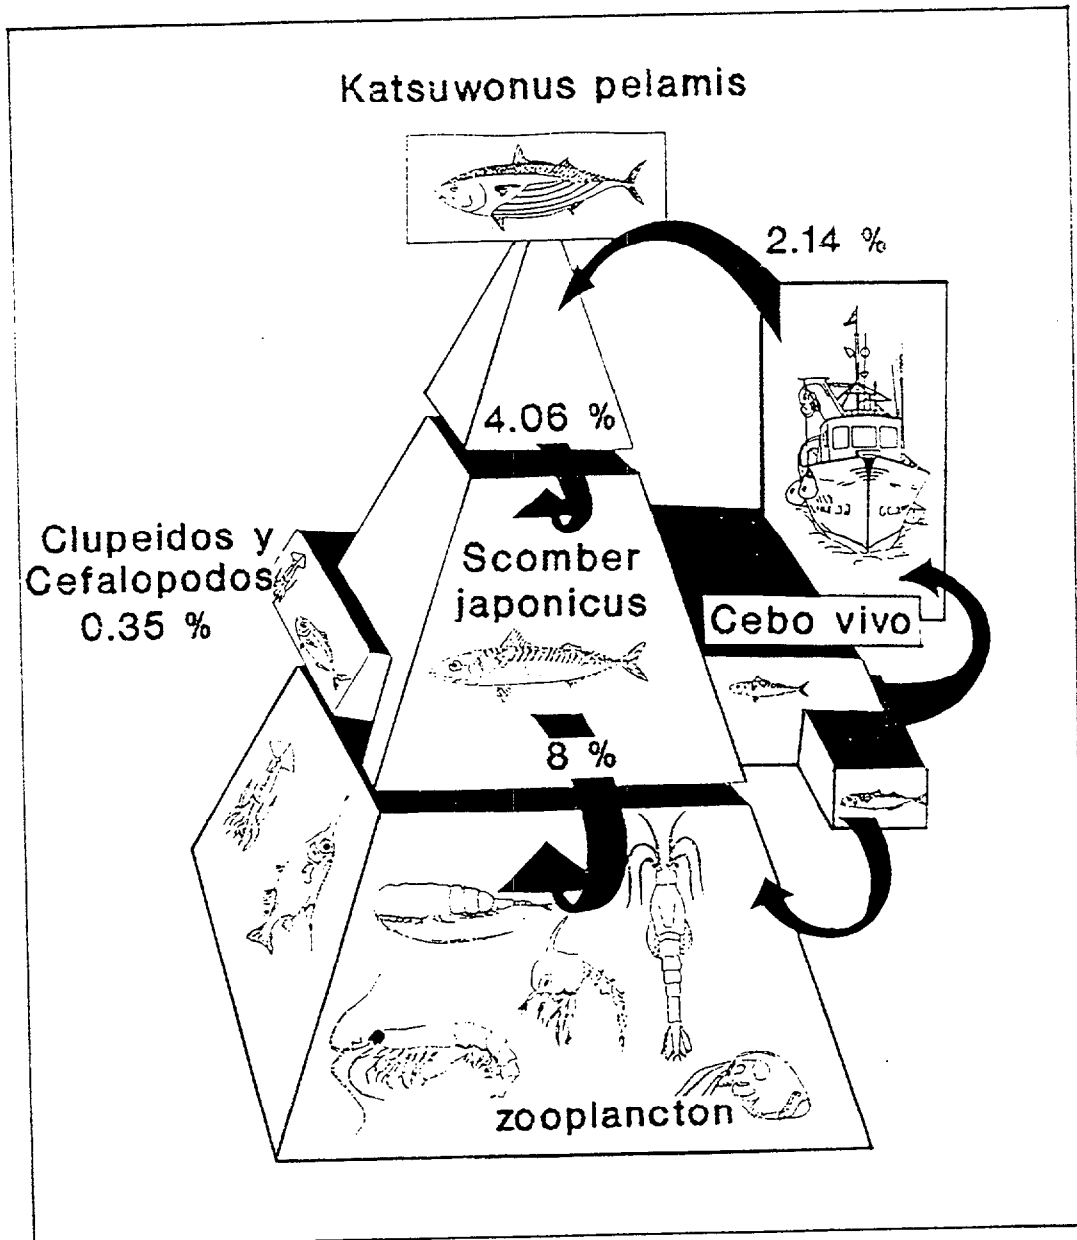 Katsuwonus pelamis
2.14 %
4.06 %
Clupeidos y
Cefalopodos
0.35 %
Scomber
japonicus
Cebo vivo
8 %
zooplancton